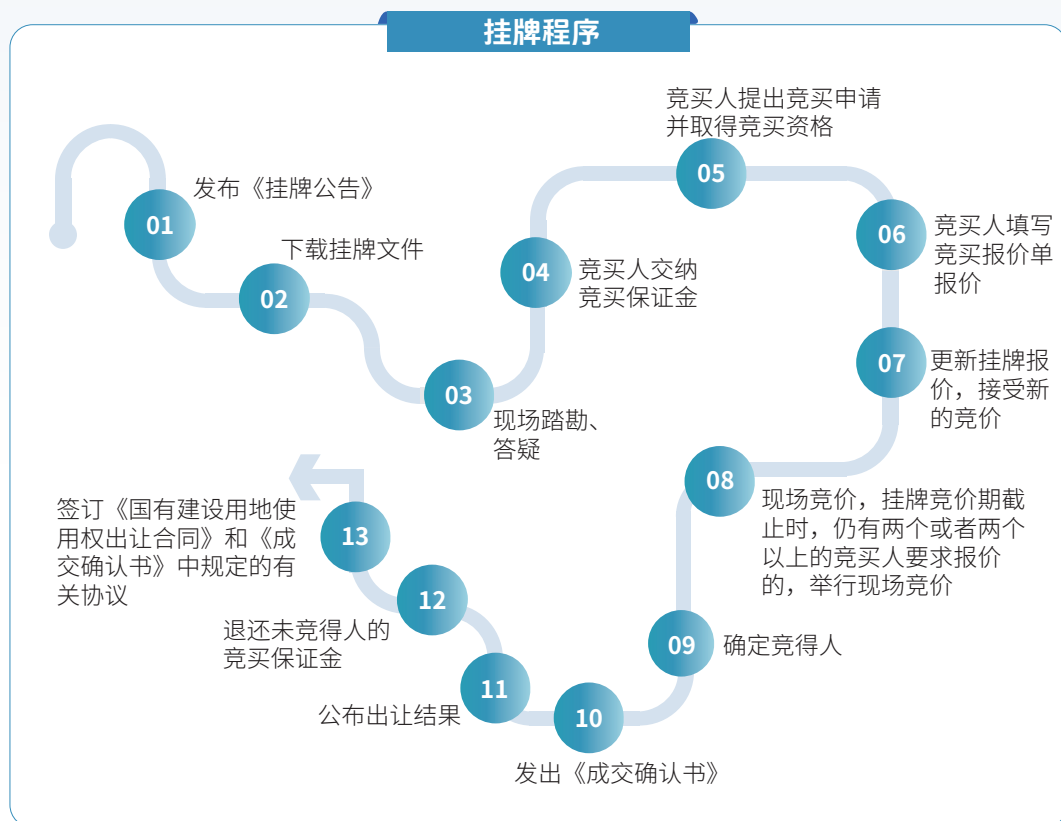 挂牌程序
01
发布《挂牌公告》
02
下载挂牌文件
03
现场踏勘、
答疑
04
竞买人交纳
竞买保证金
05
竞买人提出竞买申请
并取得竞买资格
06
竞买人填写
竞买报价单
报价
07
更新挂牌报
价，接受新
的竞价
08
现场竞价，挂牌竞价期截
止时，仍有两个或者两个
以上的竞买人要求报价
的，举行现场竞价
09
确定竞得人
10
发出《成交确认书》
11
公布出让结果
12
退还未竞得人的
竞买保证金
13
签订《国有建设用地使
用权出让合同》和《成
交确认书》中规定的有
关协议